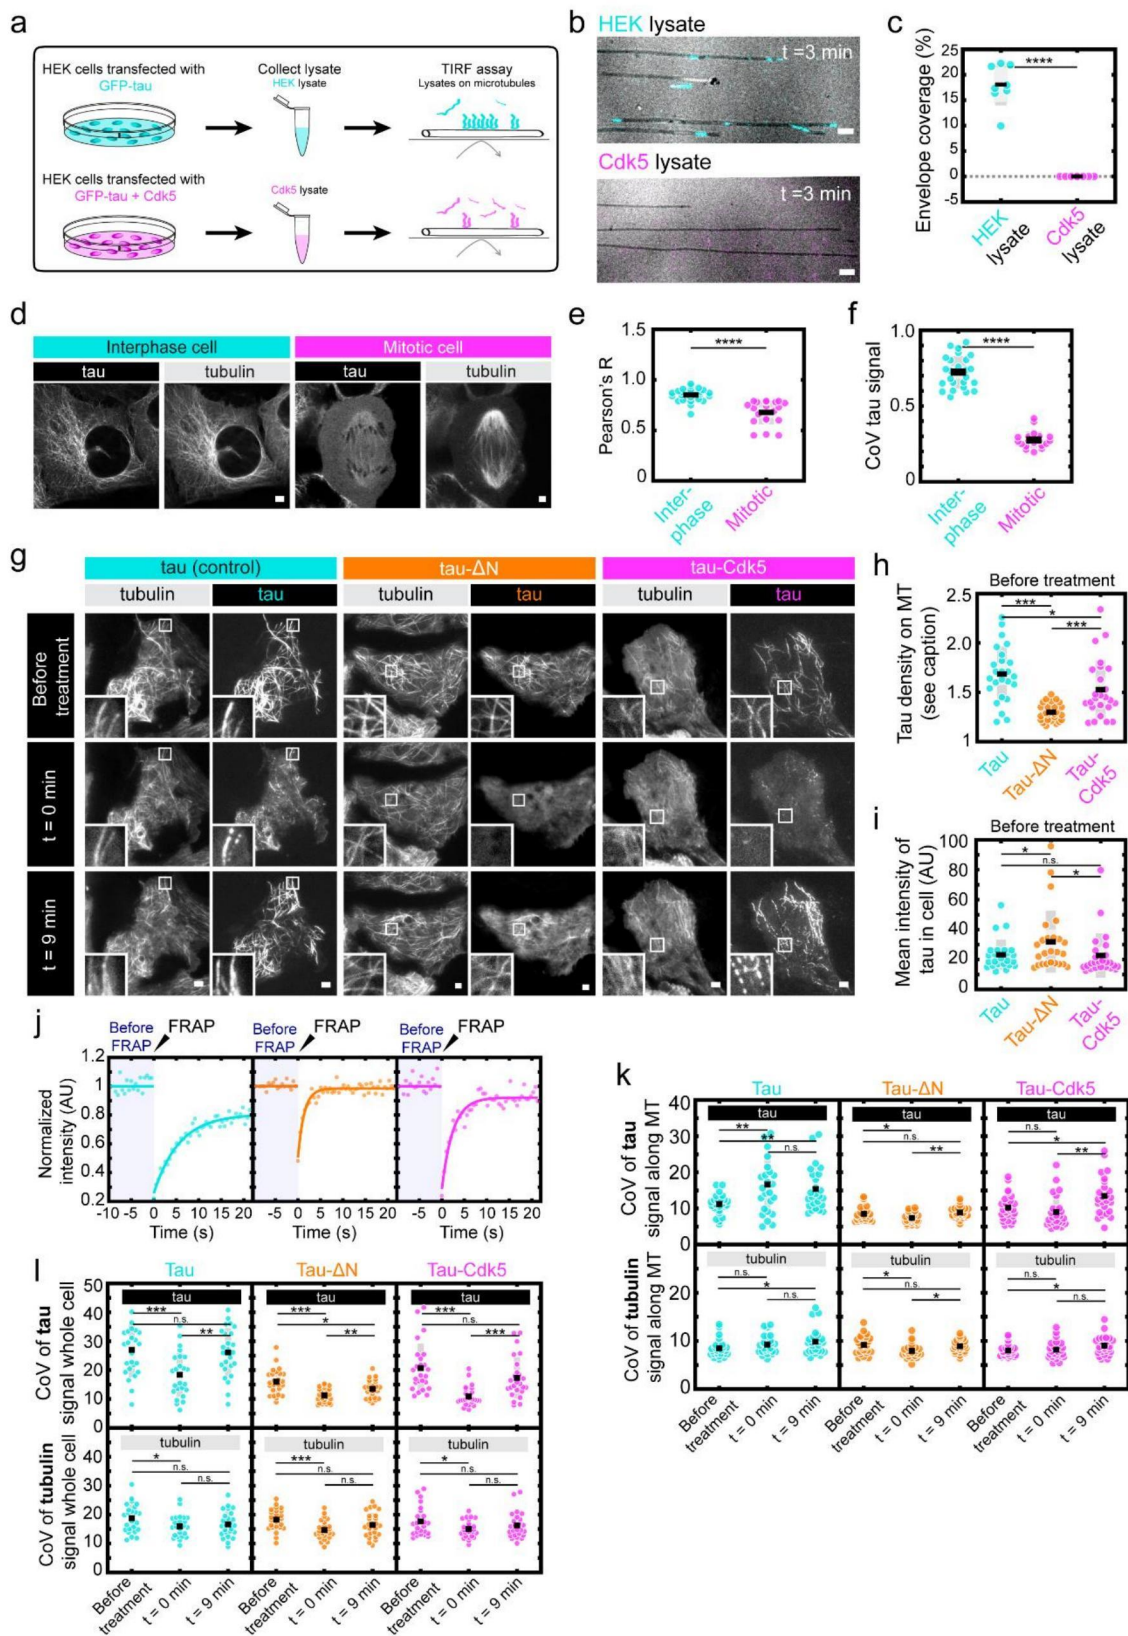 a
HEK cells transfected with
GFP-tau
Collect lysate
HEK lysate
TIRF assay
Lysates on microtubules
HEK cells transfected with
GFP-tau + Cdk5
Cdk5 lysate
b
HEK lysate
t =3 min
Cdk5 lysate
t =3 min
c
Envelope coverage (%)
25
20
15
10
5
0
-5
****
HEK
lysate
Cdk5
lysate
d
Interphase cell
Mitotic cell
tau
tubulin
tau
tubulin
e
Pearson's R
1.5
1.0
0.5
0
****
Inter-
phase
Mitotic
f
CoV tau signal
1.0
0.5
0
****
Inter-
phase
Mitotic
g
tau (control)
tau-ΔN
tau-Cdk5
tubulin
tau
tubulin
tau
tubulin
tau
Before
treatment
t = 0 min
t = 9 min
h
Before treatment
Tau density on MT
(see caption)
2.5
2.0
1.5
1
***
*
***
Tau
Tau-ΔN
Tau-
Cdk5
i
Before treatment
Mean intensity of
tau in cell (AU)
100
80
60
40
20
0
*
n.s.
*
Tau
Tau-ΔN
Tau-
Cdk5
j
Before
FRAP
FRAP
Before
FRAP
FRAP
Before
FRAP
FRAP
Normalized
intensity (AU)
1.2
1
0.8
0.6
0.4
0.2
-10 -5 0 5 10 15 20
-5 0 5 10 15 20
-5 0 5 10 15 20
Time (s)
Time (s)
Time (s)
k
Tau
Tau-ΔN
Tau-Cdk5
tau
tau
tau
CoV of tau
signal along MT
40
30
20
10
0
**
**
n.s.
*
n.s.
**
n.s.
*
**
tubulin
tubulin
tubulin
CoV of tubulin
signal along MT
20
10
0
n.s.
*
n.s.
*
n.s.
*
n.s.
*
n.s.
Before
treatment
t = 0 min
t = 9 min
Before
treatment
t = 0 min
t = 9 min
Before
treatment
t = 0 min
t = 9 min
l
Tau
Tau-ΔN
Tau-Cdk5
tau
tau
tau
CoV of tau
signal whole cell
50
40
30
20
10
0
***
n.s.
**
***
*
**
***
n.s.
***
tubulin
tubulin
tubulin
CoV of tubulin
signal whole cell
40
30
20
10
0
*
n.s.
n.s.
***
n.s.
n.s.
*
n.s.
n.s.
Before
treatment
t = 0 min
t = 9 min
Before
treatment
t = 0 min
t = 9 min
Before
treatment
t = 0 min
t = 9 min